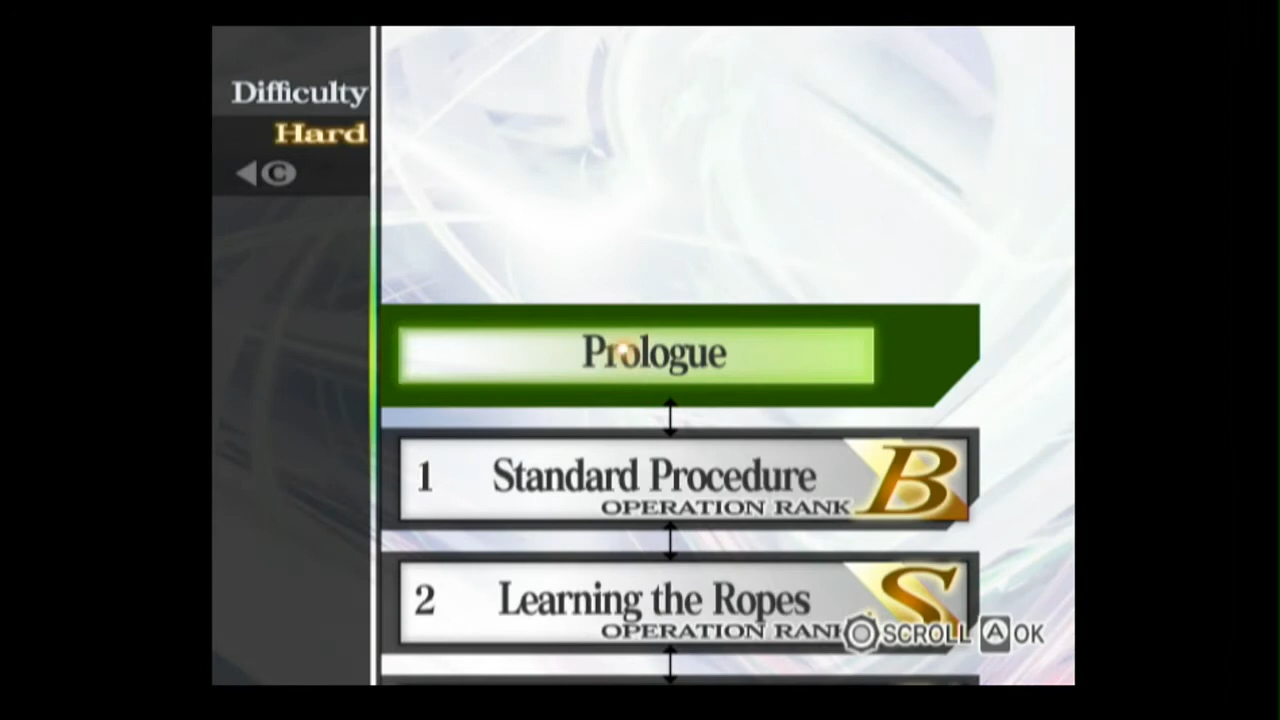 Difficulty
Hard
C
Prologue
1 Standard Procedure B
OPERATION RANK
2 Learning the Ropes S
OPERATION RANK
SCROLL A OK